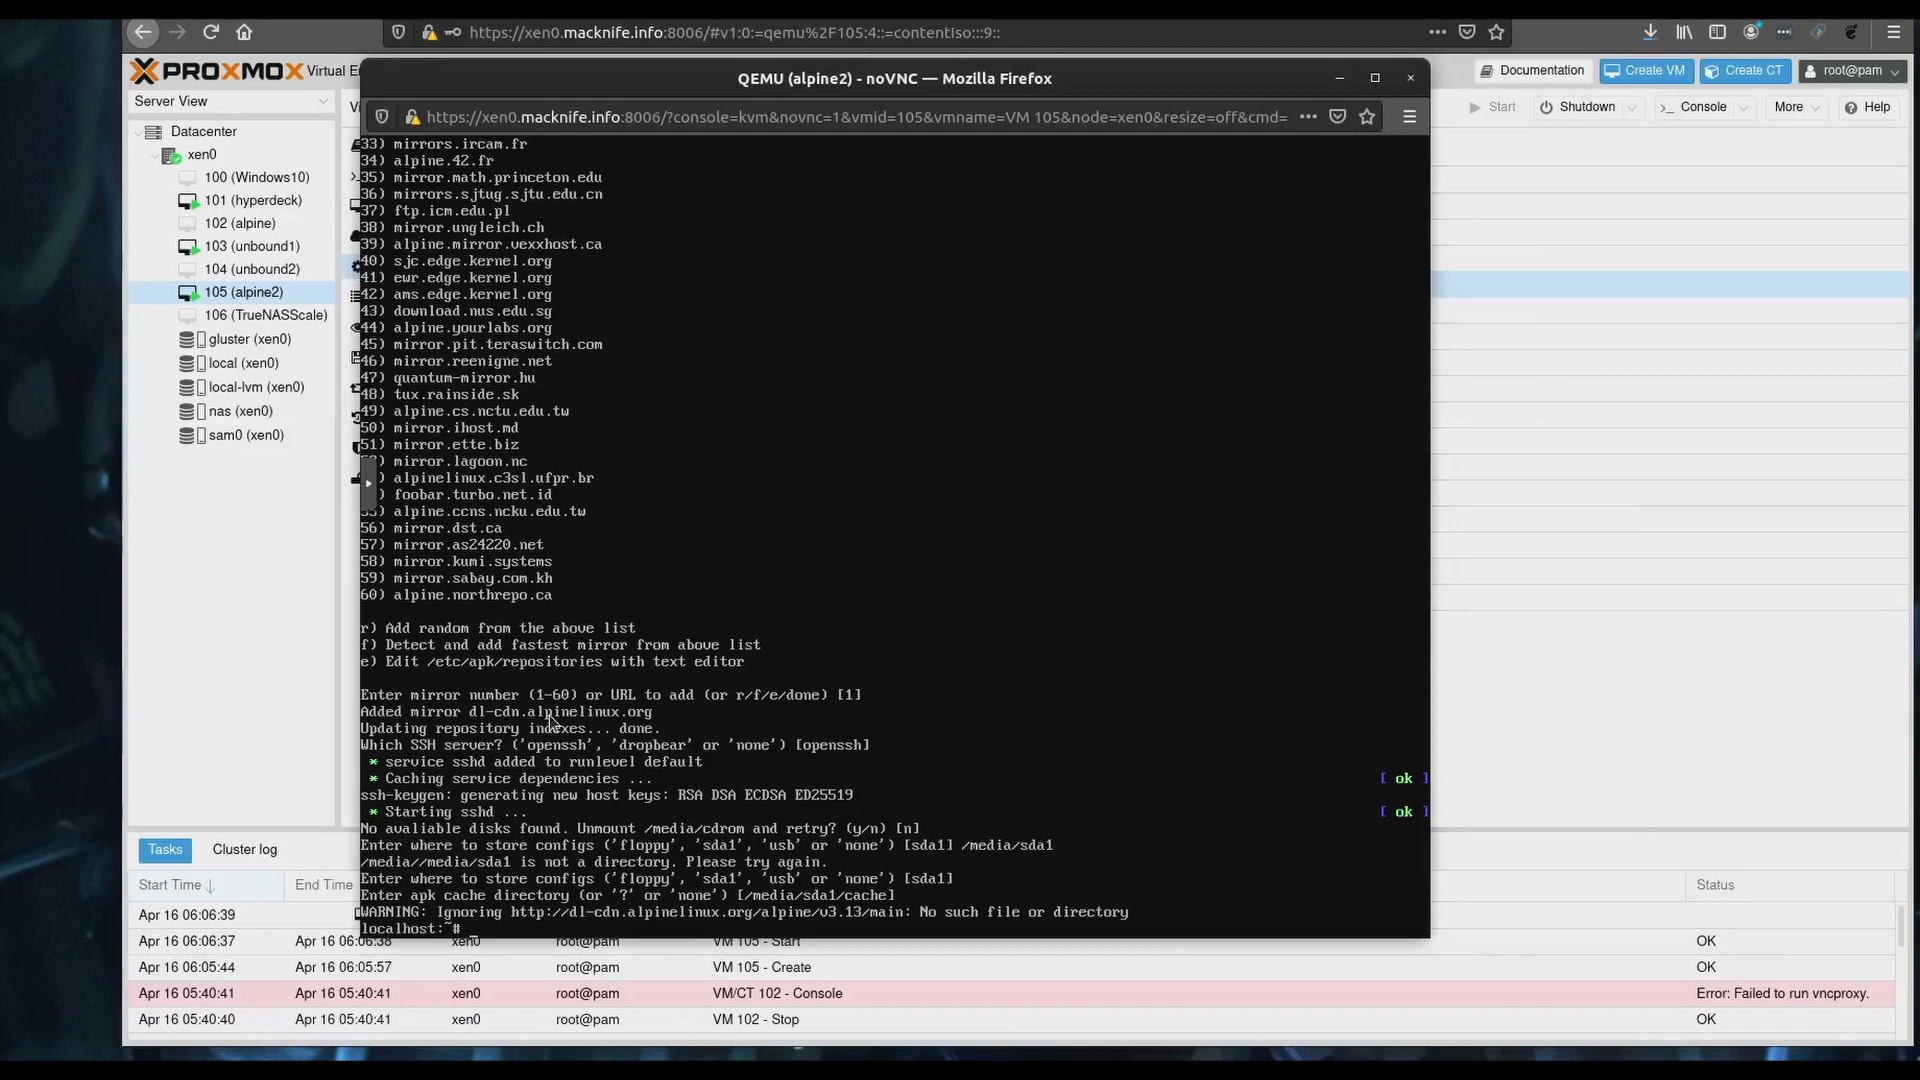 https://xen0.macknife.info:8006/#v1:0:=qemu%2F105:4::=contentIso:::9::
PROXMOX Virtual En
QEMU (alpine2) - noVNC — Mozilla Firefox
Documentation
Create VM
Create CT
root@pam
Server View
Start
Shutdown
Console
More
Help
https://xen0.macknife.info:8006/?console=kvm&novnc=1&vmid=105&vmname=VM 105&node=xen0&resize=off&cmd=
Datacenter
xen0
100 (Windows10)
101 (hyperdeck)
102 (alpine)
103 (unbound1)
104 (unbound2)
105 (alpine2)
106 (TrueNASScale)
gluster (xen0)
local (xen0)
local-lvm (xen0)
nas (xen0)
sam0 (xen0)
33) mirrors.ircam.fr
34) alpine.42.fr
35) mirror.math.princeton.edu
36) mirrors.sjtug.sjtu.edu.cn
37) ftp.icm.edu.pl
38) mirror.ungleich.ch
39) alpine.mirror.vexxhost.ca
40) sjc.edge.kernel.org
41) ewr.edge.kernel.org
42) ams.edge.kernel.org
43) download.nus.edu.sg
44) alpine.yourlabs.org
45) mirror.pit.teraswitch.com
46) mirror.reenigne.net
47) quantum-mirror.hu
48) tux.rainside.sk
49) alpine.cs.nctu.edu.tw
50) mirror.ihost.md
51) mirror.ette.biz
) mirror.lagoon.nc
) alpinelinux.c3sl.ufpr.br
) foobar.turbo.net.id
55) alpine.ccns.ncku.edu.tw
56) mirror.dst.ca
57) mirror.as24220.net
58) mirror.kumi.systems
59) mirror.sabay.com.kh
60) alpine.northrepo.ca
r) Add random from the above list
f) Detect and add fastest mirror from above list
e) Edit /etc/apk/repositories with text editor
Enter mirror number (1-60) or URL to add (or r/f/e/done) [1]
Added mirror dl-cdn.alpinelinux.org
Updating repository indexes... done.
Which SSH server? ('openssh', 'dropbear' or 'none') [openssh]
* service sshd added to runlevel default
* Caching service dependencies ... [ ok ]
ssh-keygen: generating new host keys: RSA DSA ECDSA ED25519
* Starting sshd ... [ ok ]
No avaliable disks found. Unmount /media/cdrom and retry? (y/n) [n]
Enter where to store configs ('floppy', 'sda1', 'usb' or 'none') [sda1] /media/sda1
/media//media/sda1 is not a directory. Please try again.
Enter where to store configs ('floppy', 'sda1', 'usb' or 'none') [sda1]
Enter apk cache directory (or '?' or 'none') [/media/sda1/cache]
WARNING: Ignoring http://dl-cdn.alpinelinux.org/alpine/v3.13/main: No such file or directory
localhost:~# _
Tasks
Cluster log
Start Time
End Time
Status
Apr 16 06:06:39
Apr 16 06:06:37 Apr 16 06:06:38 xen0 root@pam VM 105 - Start OK
Apr 16 06:05:44 Apr 16 06:05:57 xen0 root@pam VM 105 - Create OK
Apr 16 05:40:41 Apr 16 05:40:41 xen0 root@pam VM/CT 102 - Console Error: Failed to run vncproxy.
Apr 16 05:40:40 Apr 16 05:40:41 xen0 root@pam VM 102 - Stop OK